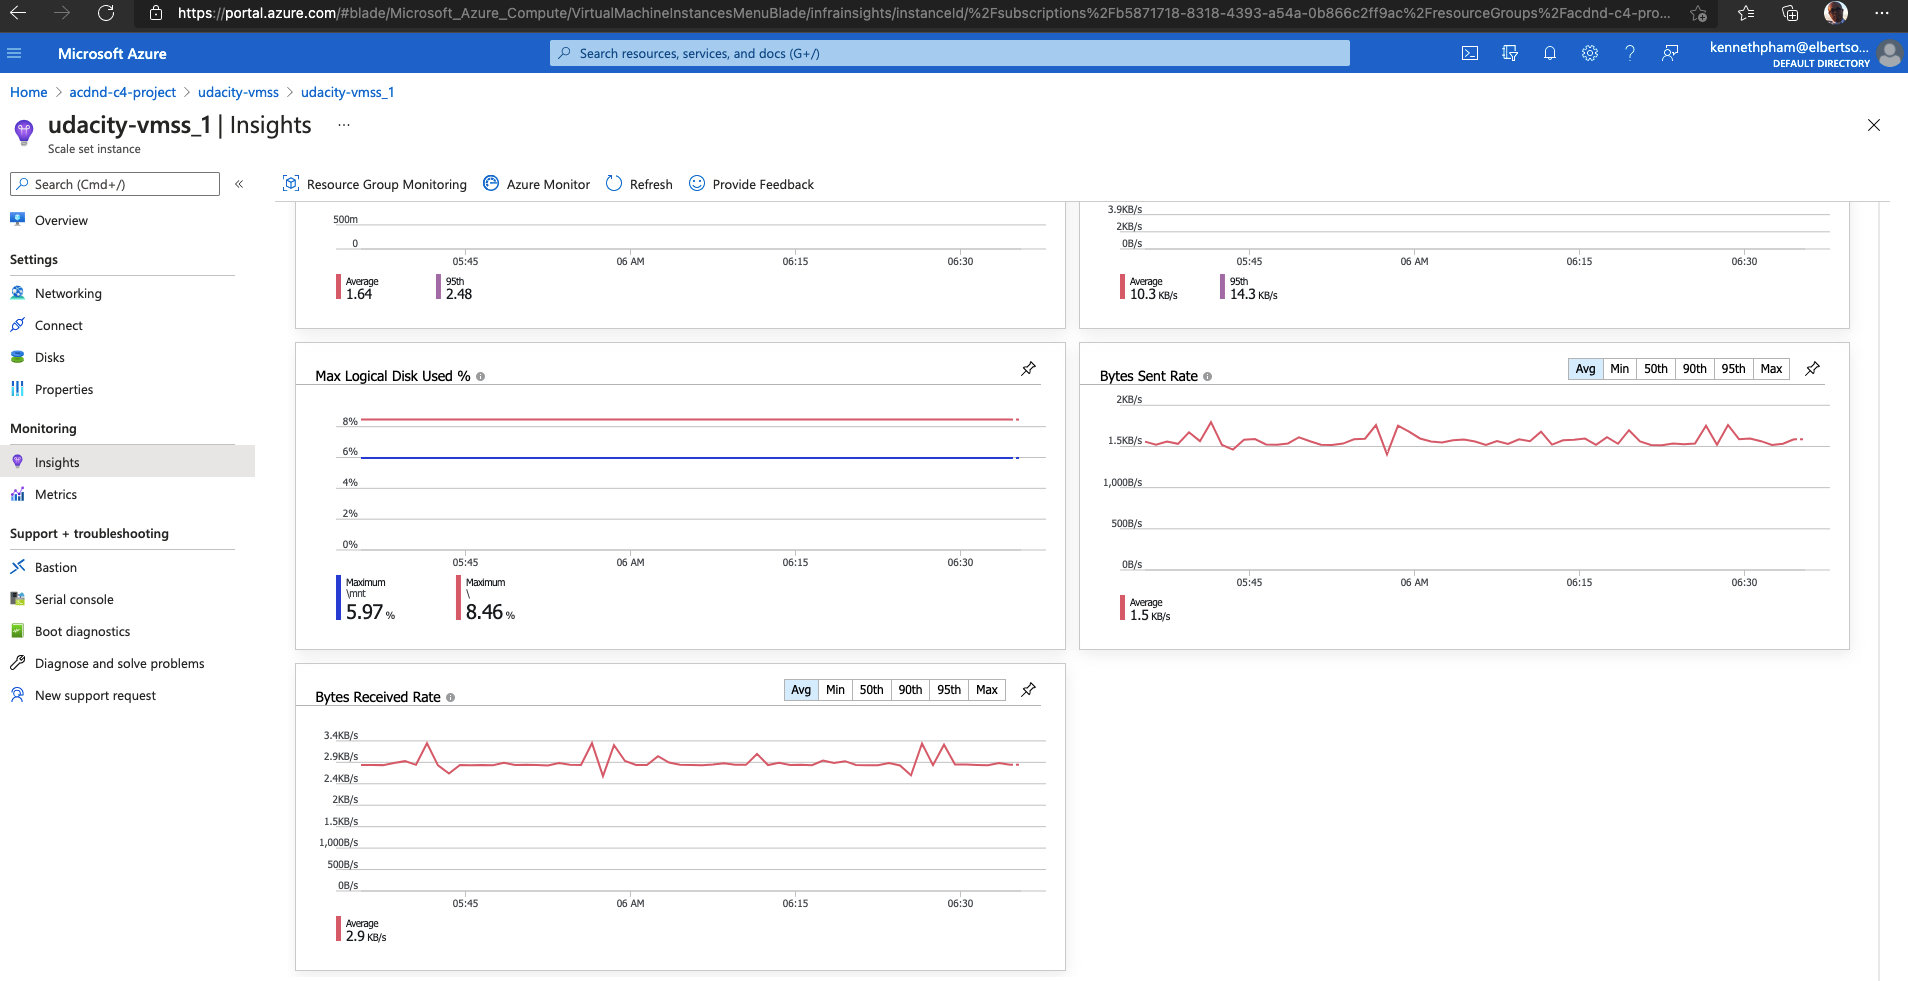 https://portal.azure.com/#blade/Microsoft_Azure_Compute/VirtualMachineInstancesMenuBlade/infrainsights/instanceId/%2Fsubscriptions%2Fb5871718-8318-4393-a54a-0b866c2ff9ac%2FresourceGroups%2Facdnd-c4-pro...
Microsoft Azure
Search resources, services, and docs (G+/)
kennethpham@elbertso...
DEFAULT DIRECTORY
Home > acdnd-c4-project > udacity-vmss > udacity-vmss_1
udacity-vmss_1 | Insights ...
Scale set instance
Search (Cmd+/)
«
Overview
Settings
Networking
Connect
Disks
Properties
Monitoring
Insights
Metrics
Support + troubleshooting
Bastion
Serial console
Boot diagnostics
Diagnose and solve problems
New support request
Resource Group Monitoring Azure Monitor Refresh Provide Feedback
500m
0
05:45 06 AM 06:15 06:30
Average 95th
1.64 2.48
3.9KB/s
2KB/s
0B/s
05:45 06 AM 06:15 06:30
Average 95th
10.3 KB/s 14.3 KB/s
Max Logical Disk Used %
8%
6%
4%
2%
0%
05:45 06 AM 06:15 06:30
Maximum Maximum
\mnt \
5.97 % 8.46 %
Bytes Sent Rate
Avg Min 50th 90th 95th Max
2KB/s
1.5KB/s
1,000B/s
500B/s
0B/s
05:45 06 AM 06:15 06:30
Average
1.5 KB/s
Bytes Received Rate
Avg Min 50th 90th 95th Max
3.4KB/s
2.9KB/s
2.4KB/s
2KB/s
1.5KB/s
1,000B/s
500B/s
0B/s
05:45 06 AM 06:15 06:30
Average
2.9 KB/s